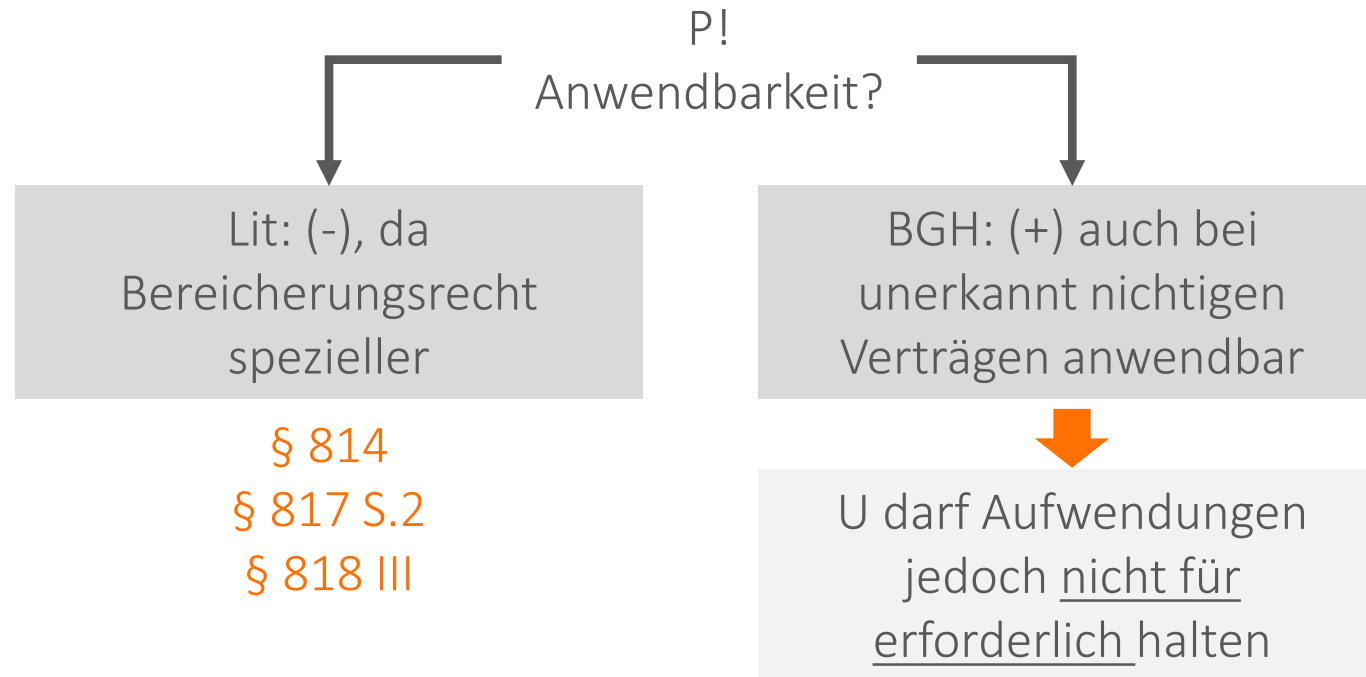 P!
Anwendbarkeit?
Lit: (-), da
Bereicherungsrecht
spezieller
§ 814
§ 817 S.2
§ 818 III
BGH: (+) auch bei
unerkannt nichtigen
Verträgen anwendbar
U darf Aufwendungen
jedoch nicht für
erforderlich halten